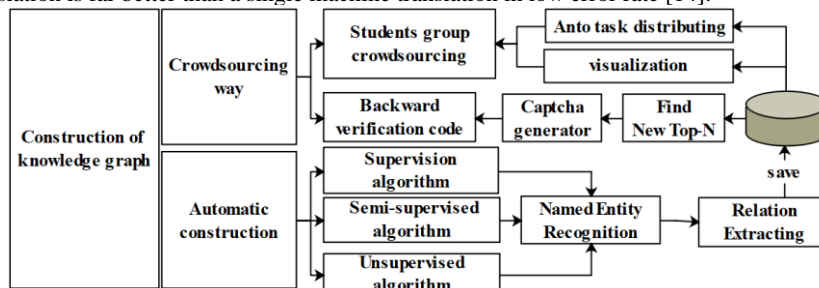 olation is far better than a single machine translation in low error rate [14].
Construction of
knowledge graph
Crowdsourcing
way
Automatic
construction
Students group
crowdsourcing
Anto task distributing
visualization
Backward
verification code
Captcha
generator
Find
New Top-N
Supervision
algorithm
Semi-supervised
algorithm
Unsupervised
algorithm
Named Entity
Recognition
Relation
Extracting
save